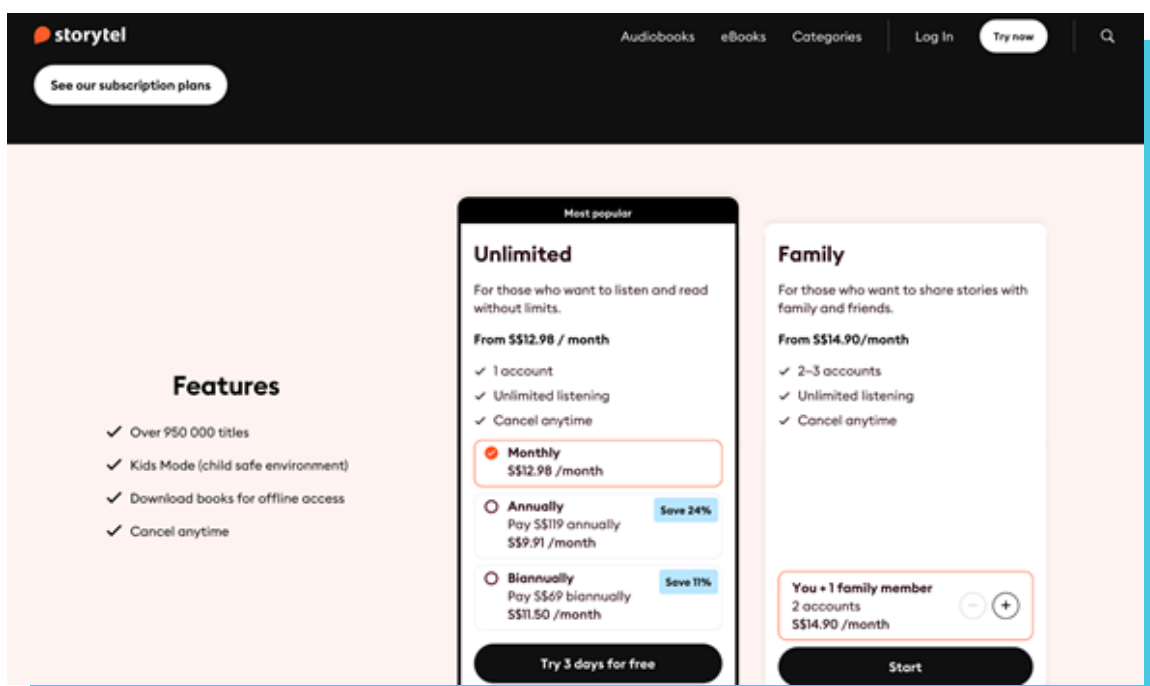 storytel
Audiobooks eBooks Categories Log In Try now
See our subscription plans
Features
Over 950 000 titles
Kids Mode (child safe environment)
Download books for offline access
Cancel anytime
Most popular
Unlimited
For those who want to listen and read
without limits.
From S$12.98 / month
1 account
Unlimited listening
Cancel anytime
Monthly
S$12.98 /month
Annually
Save 24%
Pay S$119 annually
S$9.91 /month
Biannually
Save 11%
Pay S$69 biannually
S$11.50 /month
Try 3 days for free
Family
For those who want to share stories with
family and friends.
From S$14.90/month
2–3 accounts
Unlimited listening
Cancel anytime
You + 1 family member
2 accounts
S$14.90 /month
Start